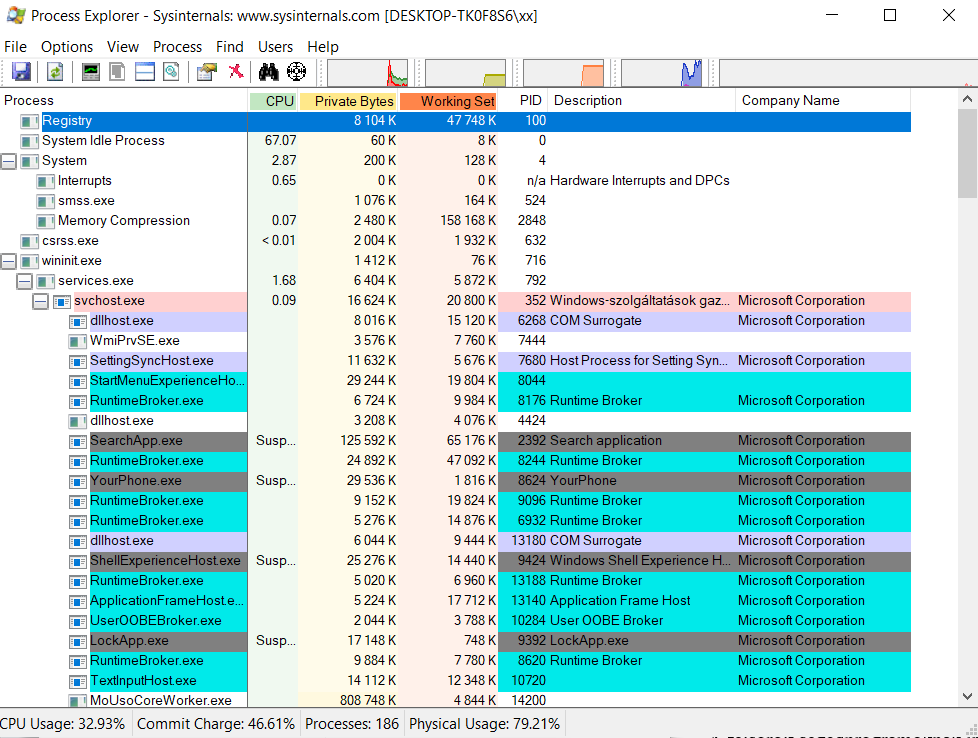 Process Explorer - Sysinternals: www.sysinternals.com [DESKTOP-TK0F8S6\xx]
File Options View Process Find Users Help
Process CPU Private Bytes Working Set PID Description Company Name
Registry 8 104 K 47 748 K 100
System Idle Process 67.07 60 K 8 K 0
System 2.87 200 K 128 K 4
Interrupts 0.65 0 K 0 K n/a Hardware Interrupts and DPCs
smss.exe 1 076 K 164 K 524
Memory Compression 0.07 2 480 K 158 168 K 2848
csrss.exe < 0.01 2 004 K 1 932 K 632
wininit.exe 1 412 K 76 K 716
services.exe 1.68 6 404 K 5 872 K 792
svchost.exe 0.09 16 624 K 20 800 K 352 Windows-szolgáltatások gaz... Microsoft Corporation
dllhost.exe 8 016 K 15 120 K 6268 COM Surrogate Microsoft Corporation
WmiPrvSE.exe 3 576 K 7 760 K 7444
SettingSyncHost.exe 11 632 K 5 676 K 7680 Host Process for Setting Syn... Microsoft Corporation
StartMenuExperienceHo... 29 244 K 19 804 K 8044
RuntimeBroker.exe 6 724 K 9 984 K 8176 Runtime Broker Microsoft Corporation
dllhost.exe 3 208 K 4 076 K 4424
SearchApp.exe Susp... 125 592 K 65 176 K 2392 Search application Microsoft Corporation
RuntimeBroker.exe 24 892 K 47 092 K 8244 Runtime Broker Microsoft Corporation
YourPhone.exe Susp... 29 536 K 1 816 K 8624 YourPhone Microsoft Corporation
RuntimeBroker.exe 9 152 K 19 824 K 9096 Runtime Broker Microsoft Corporation
RuntimeBroker.exe 5 276 K 14 876 K 6932 Runtime Broker Microsoft Corporation
dllhost.exe 6 044 K 9 444 K 13180 COM Surrogate Microsoft Corporation
ShellExperienceHost.exe Susp... 25 276 K 14 440 K 9424 Windows Shell Experience H... Microsoft Corporation
RuntimeBroker.exe 5 020 K 6 960 K 13188 Runtime Broker Microsoft Corporation
ApplicationFrameHost.e... 5 224 K 17 712 K 13140 Application Frame Host Microsoft Corporation
UserOOBEBroker.exe 2 044 K 3 788 K 10284 User OOBE Broker Microsoft Corporation
LockApp.exe Susp... 17 148 K 748 K 9392 LockApp.exe Microsoft Corporation
RuntimeBroker.exe 9 884 K 7 780 K 8620 Runtime Broker Microsoft Corporation
TextInputHost.exe 14 112 K 12 348 K 10720 Microsoft Corporation
MoUsoCoreWorker.exe 808 748 K 4 844 K 14200
CPU Usage: 32.93% Commit Charge: 46.61% Processes: 186 Physical Usage: 79.21%